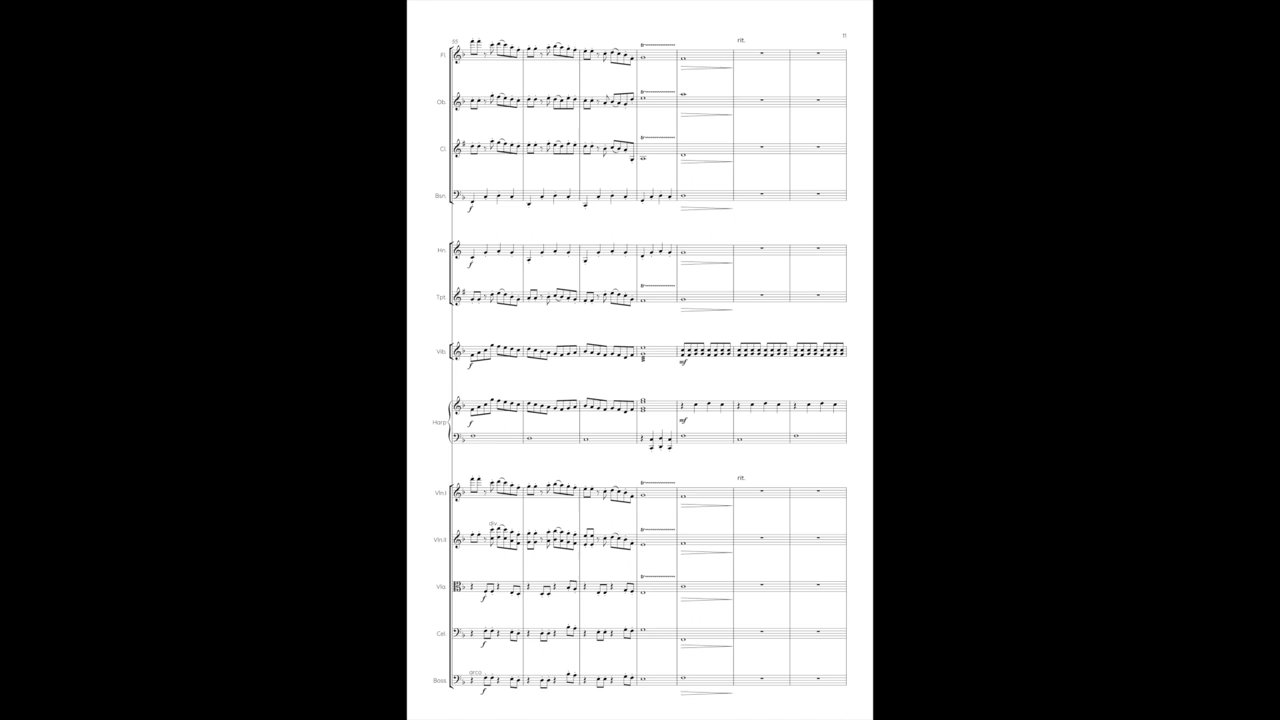 55 rit. 11
Fl.
Ob.
Cl.
Bsn.
f
Hn.
f
Tpt.
Vib.
f mf
f mf
Harp
rit.
Vln.I
div.
Vln.II
Vla.
f
Cel.
f
arco
Bass
f